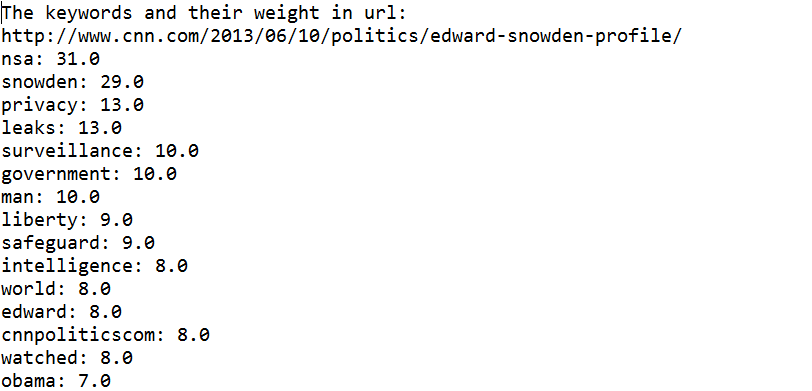 The keywords and their weight in url:
http://www.cnn.com/2013/06/10/politics/edward-snowden-profile/
nsa: 31.0
snowden: 29.0
privacy: 13.0
leaks: 13.0
surveillance: 10.0
government: 10.0
man: 10.0
liberty: 9.0
safeguard: 9.0
intelligence: 8.0
world: 8.0
edward: 8.0
cnnpoliticscom: 8.0
watched: 8.0
obama: 7.0